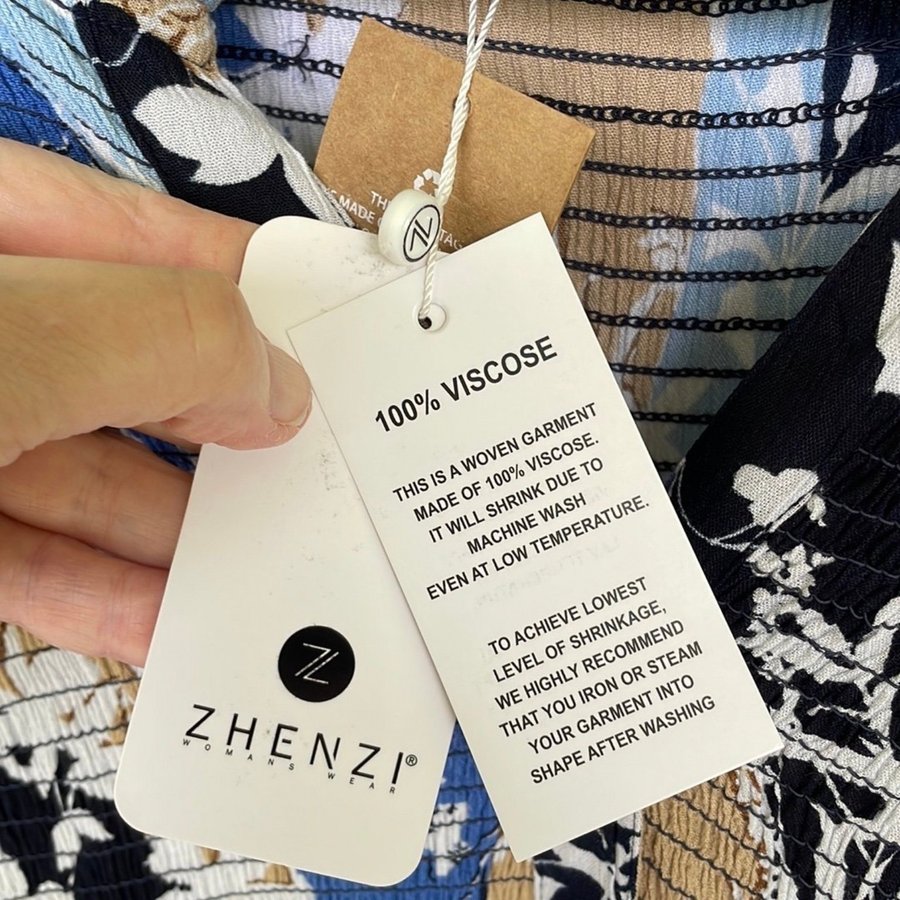 TH
S MADE
100% VISCOSE
THIS IS A WOVEN GARMENT
MADE OF 100% VISCOSE.
IT WILL SHRINK DUE TO
MACHINE WASH
EVEN AT LOW TEMPERATURE.
TO ACHIEVE LOWEST
LEVEL OF SHRINKAGE,
WE HIGHLY RECOMMEND
THAT YOU IRON OR STEAM
YOUR GARMENT INTO
SHAPE AFTER WASHING
ZHENZI®
WOMANS WEAR